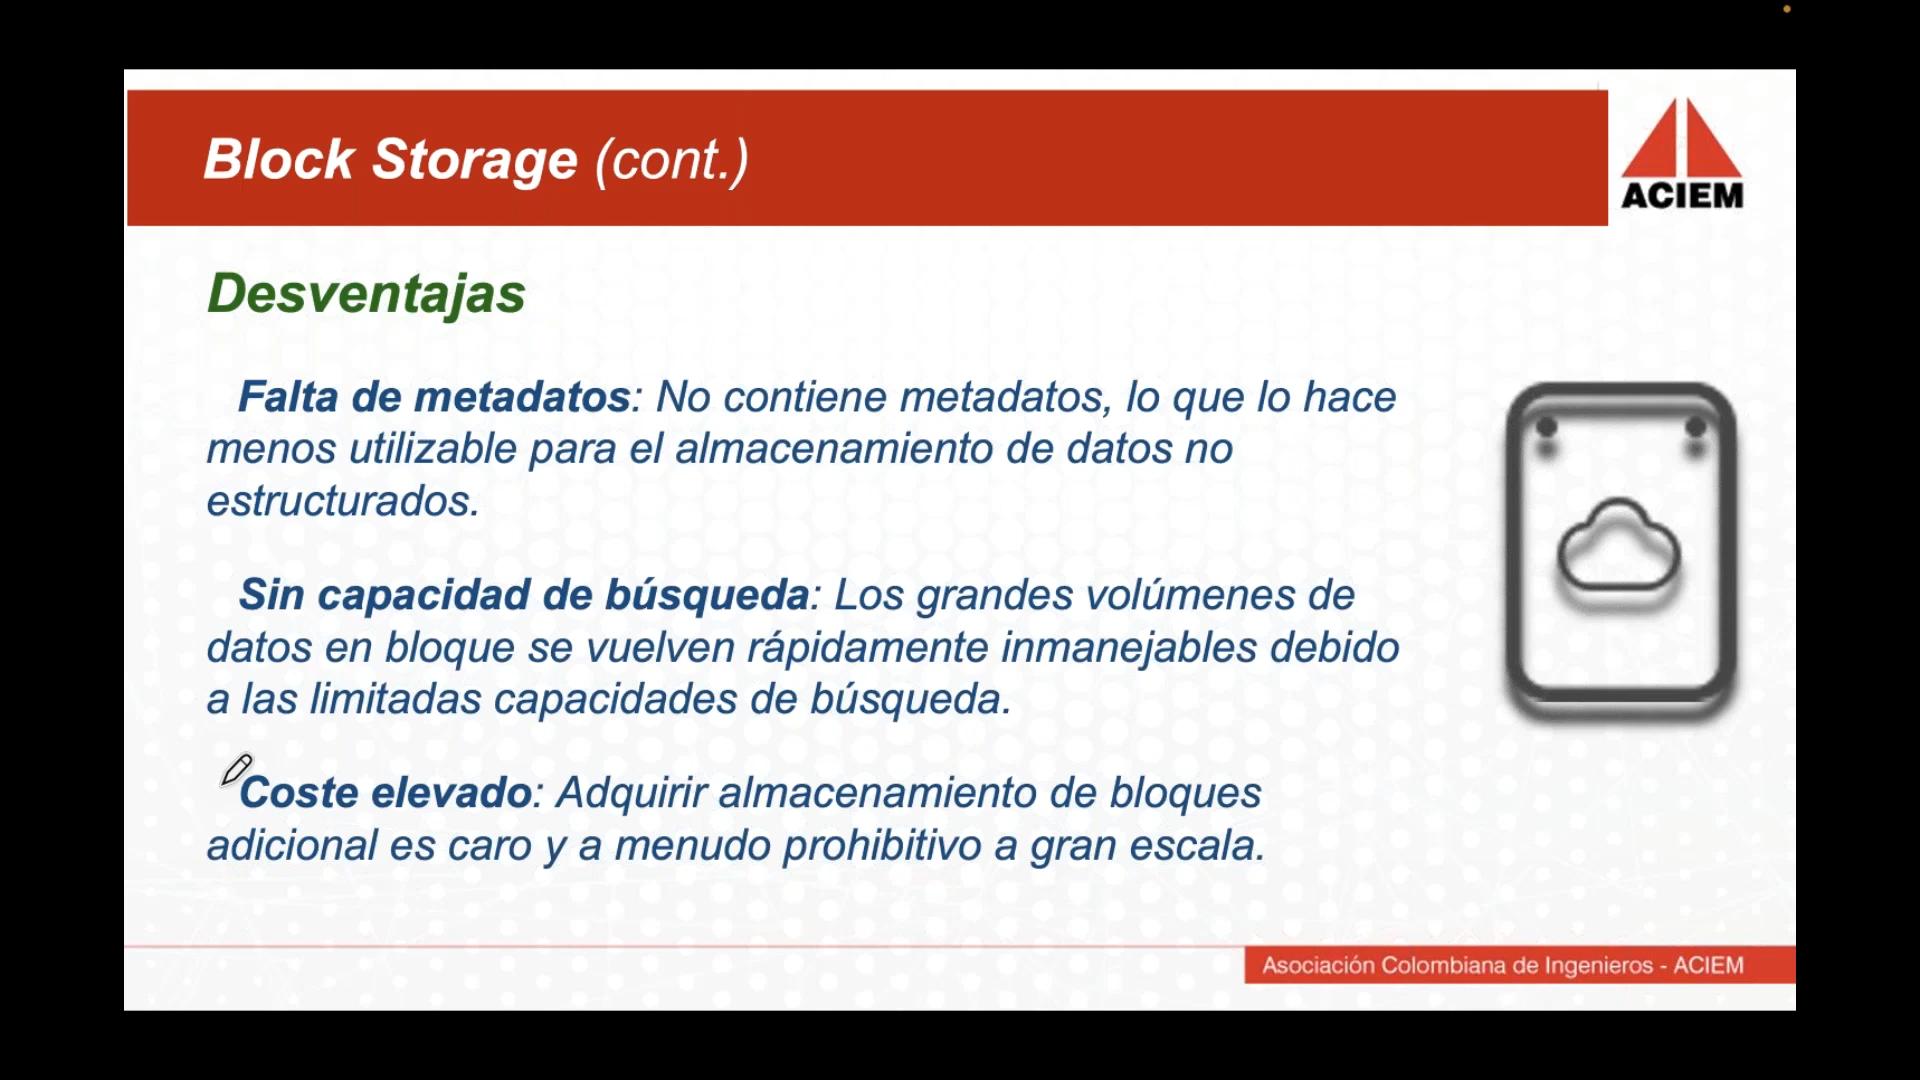 Block Storage (cont.)
ACIEM
Desventajas
Falta de metadatos: No contiene metadatos, lo que lo hace
menos utilizable para el almacenamiento de datos no
estructurados.
Sin capacidad de búsqueda: Los grandes volúmenes de
datos en bloque se vuelven rápidamente inmanejables debido
a las limitadas capacidades de búsqueda.
Coste elevado: Adquirir almacenamiento de bloques
adicional es caro y a menudo prohibitivo a gran escala.
Asociación Colombiana de Ingenieros - ACIEM